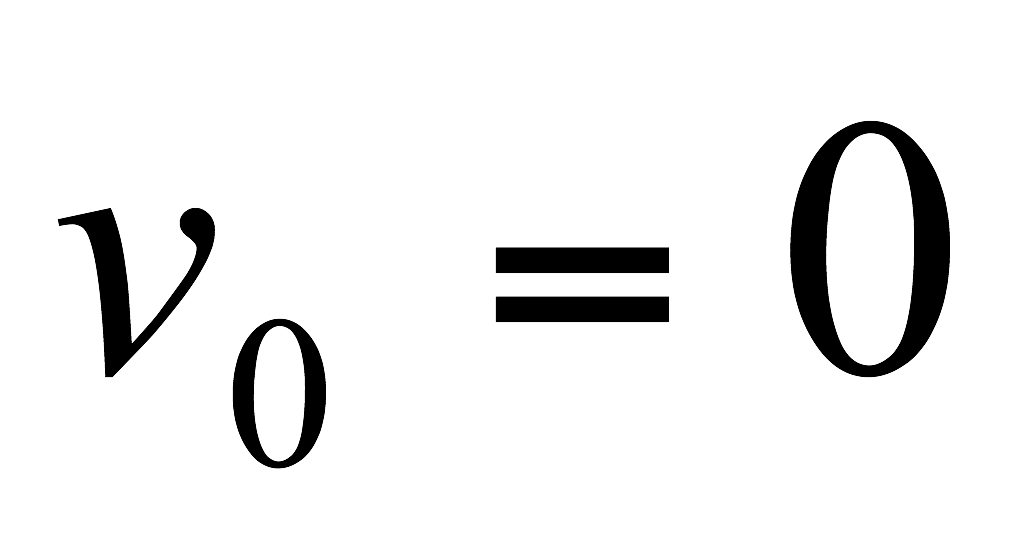 v₀ = 0